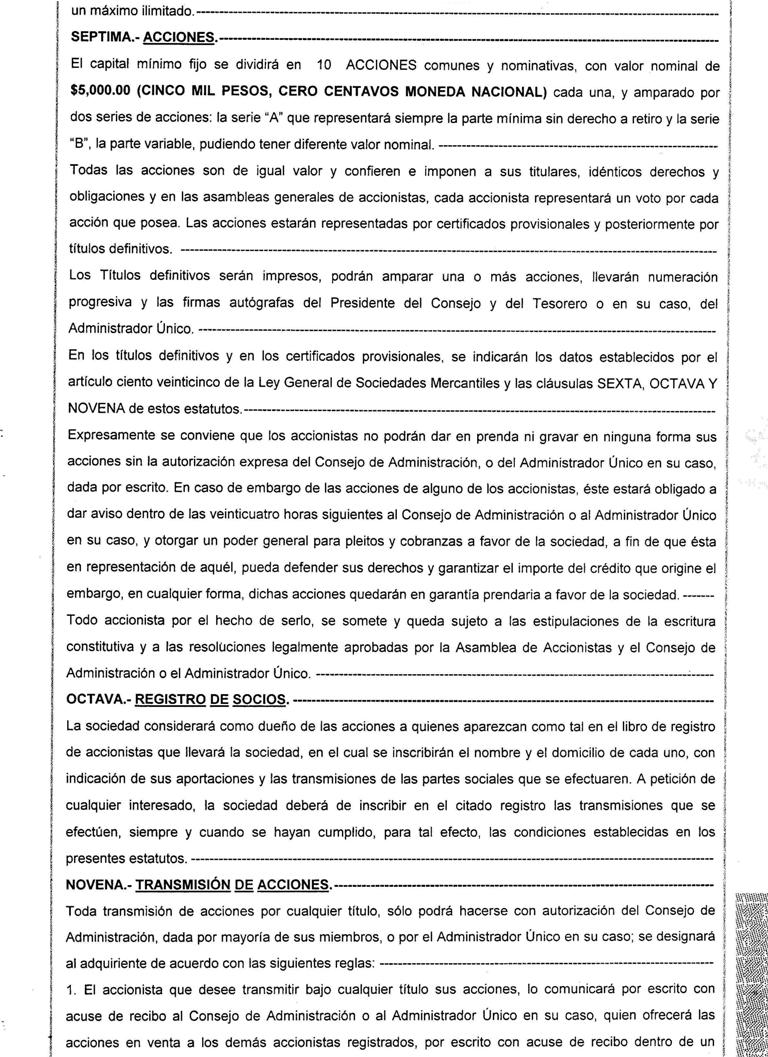 un máximo ilimitado.-----------------------------------------------------------------------
SEPTIMA.- ACCIONES.-----------------------------------------------------------------------
El capital mínimo fijo se dividirá en 10 ACCIONES comunes y nominativas, con valor nominal de
$5,000.00 (CINCO MIL PESOS, CERO CENTAVOS MONEDA NACIONAL) cada una, y amparado por
dos series de acciones: la serie "A" que representará siempre la parte mínima sin derecho a retiro y la serie
"B", la parte variable, pudiendo tener diferente valor nominal. ----------------------------------------
Todas las acciones son de igual valor y confieren e imponen a sus titulares, idénticos derechos y
obligaciones y en las asambleas generales de accionistas, cada accionista representará un voto por cada
acción que posea. Las acciones estarán representadas por certificados provisionales y posteriormente por
títulos definitivos. -----------------------------------------------------------------------
Los Títulos definitivos serán impresos, podrán amparar una o más acciones, llevarán numeración
progresiva y las firmas autógrafas del Presidente del Consejo y del Tesorero o en su caso, del
Administrador Único. -----------------------------------------------------------------------
En los títulos definitivos y en los certificados provisionales, se indicarán los datos establecidos por el
artículo ciento veinticinco de la Ley General de Sociedades Mercantiles y las cláusulas SEXTA, OCTAVA Y
NOVENA de estos estatutos.-----------------------------------------------------------------
Expresamente se conviene que los accionistas no podrán dar en prenda ni gravar en ninguna forma sus
acciones sin la autorización expresa del Consejo de Administración, o del Administrador Único en su caso,
dada por escrito. En caso de embargo de las acciones de alguno de los accionistas, éste estará obligado a
dar aviso dentro de las veinticuatro horas siguientes al Consejo de Administración o al Administrador Único
en su caso, y otorgar un poder general para pleitos y cobranzas a favor de la sociedad, a fin de que ésta
en representación de aquél, pueda defender sus derechos y garantizar el importe del crédito que origine el
embargo, en cualquier forma, dichas acciones quedarán en garantía prendaria a favor de la sociedad. -------
Todo accionista por el hecho de serlo, se somete y queda sujeto a las estipulaciones de la escritura
constitutiva y a las resoluciones legalmente aprobadas por la Asamblea de Accionistas y el Consejo de
Administración o el Administrador Único. -------------------------------------------------------
OCTAVA.- REGISTRO DE SOCIOS. -----------------------------------------------------------
La sociedad considerará como dueño de las acciones a quienes aparezcan como tal en el libro de registro
de accionistas que llevará la sociedad, en el cual se inscribirán el nombre y el domicilio de cada uno, con
indicación de sus aportaciones y las transmisiones de las partes sociales que se efectuaren. A petición de
cualquier interesado, la sociedad deberá de inscribir en el citado registro las transmisiones que se
efectúen, siempre y cuando se hayan cumplido, para tal efecto, las condiciones establecidas en los
presentes estatutos. -----------------------------------------------------------------------
NOVENA.- TRANSMISIÓN DE ACCIONES.-----------------------------------------------------
Toda transmisión de acciones por cualquier título, sólo podrá hacerse con autorización del Consejo de
Administración, dada por mayoría de sus miembros, o por el Administrador Único en su caso; se designará
al adquiriente de acuerdo con las siguientes reglas: -----------------------------------------------
1. El accionista que desee transmitir bajo cualquier título sus acciones, lo comunicará por escrito con
acuse de recibo al Consejo de Administración o al Administrador Único en su caso, quien ofrecerá las
acciones en venta a los demás accionistas registrados, por escrito con acuse de recibo dentro de un